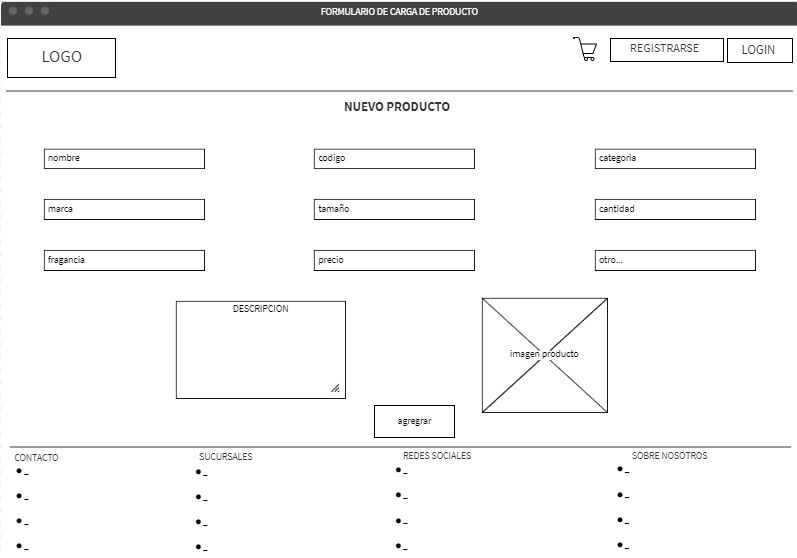 FORMULARIO DE CARGA DE PRODUCTO
LOGO
REGISTRARSE
LOGIN
NUEVO PRODUCTO
nombre
codigo
categoria
marca
tamaño
cantidad
fragancia
precio
otro...
DESCRIPCION
imagen producto
agregrar
CONTACTO
SUCURSALES
REDES SOCIALES
SOBRE NOSOTROS